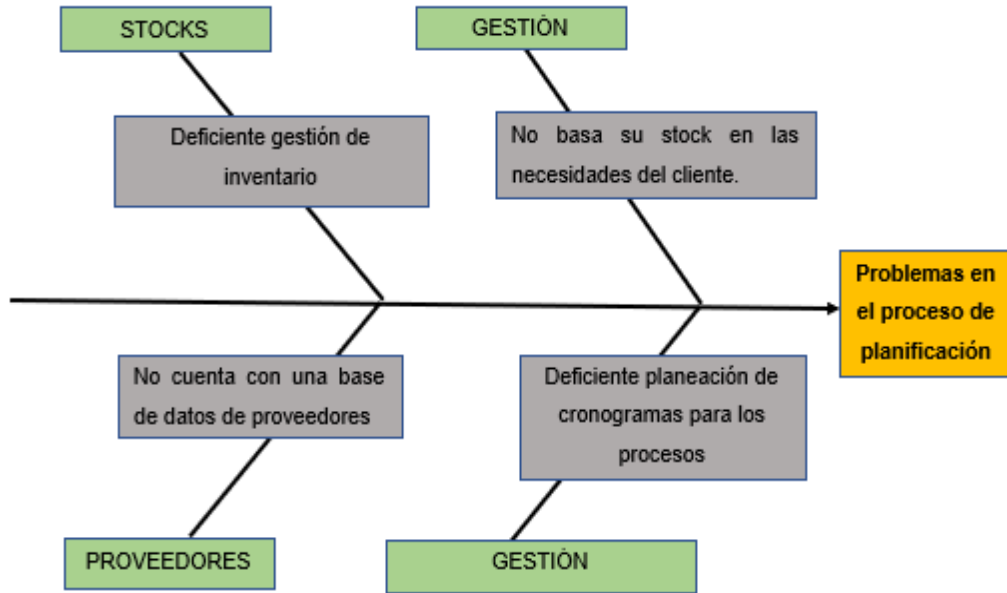 STOCKS
GESTIÓN
Deficiente gestión de
inventario
No basa su stock en las
necesidades del cliente.
Problemas en
el proceso de
planificación
No cuenta con una base
de datos de proveedores
Deficiente planeación de
cronogramas para los
procesos
PROVEEDORES
GESTIÓN